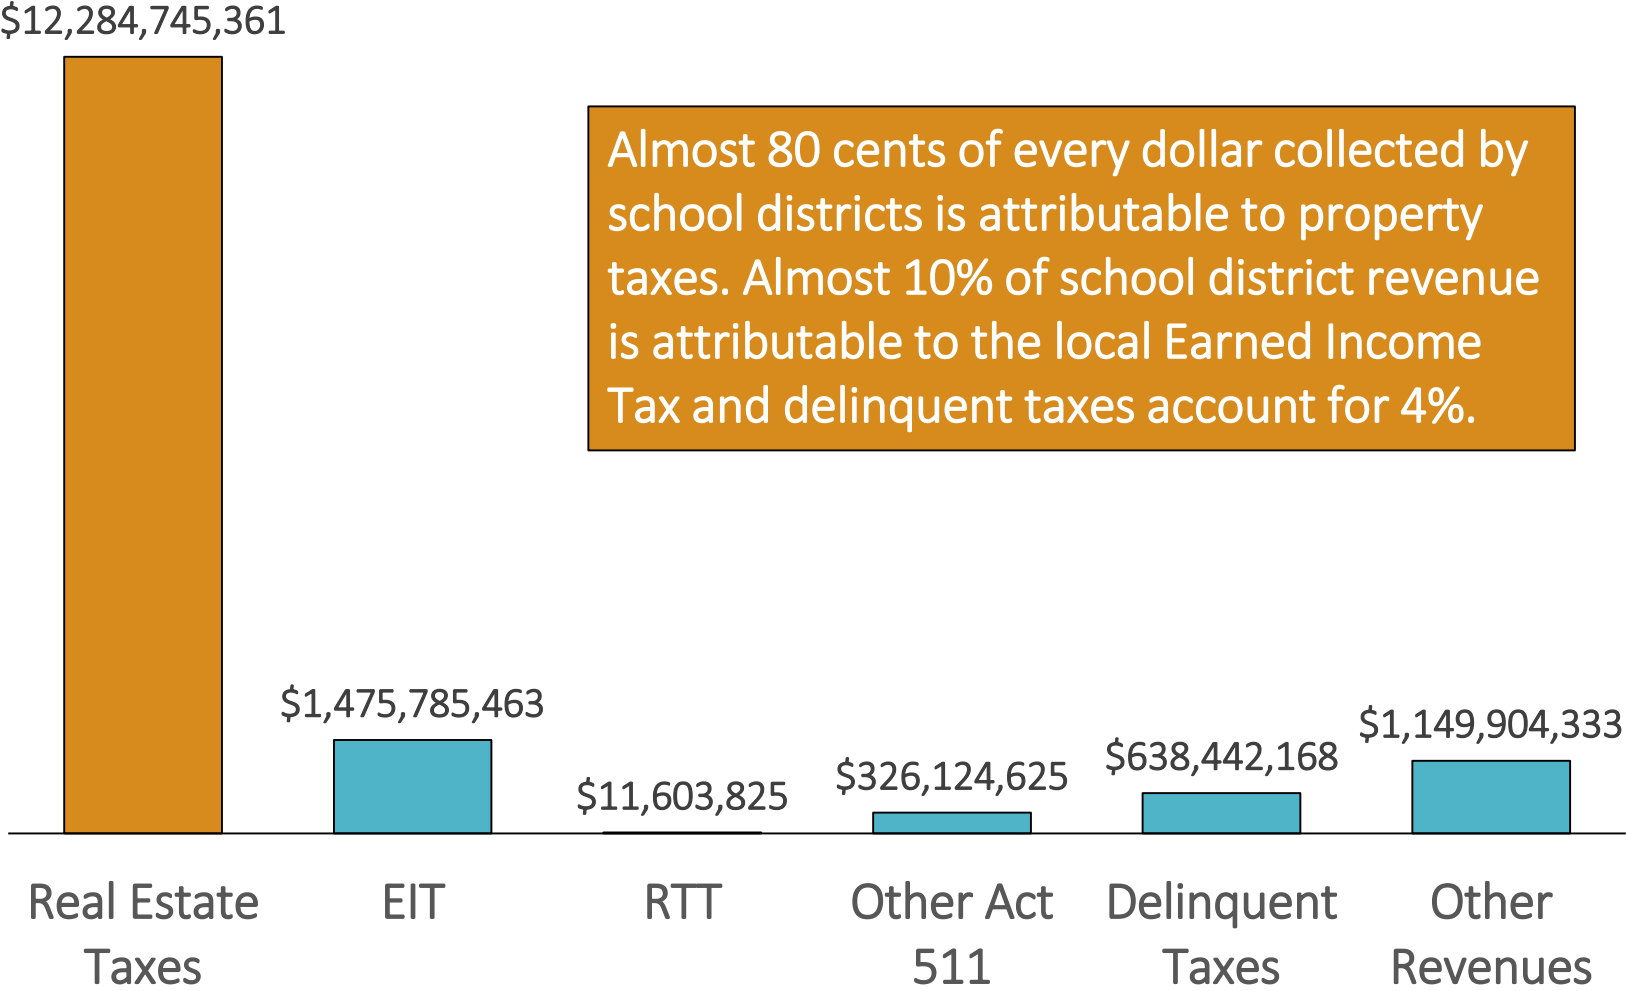 $12,284,745,361
Almost 80 cents of every dollar collected by
school districts is attributable to property
taxes. Almost 10% of school district revenue
is attributable to the local Earned Income
Tax and delinquent taxes account for 4%.
$1,475,785,463
$11,603,825
$326,124,625
$638,442,168
$1,149,904,333
Real Estate
Taxes
EIT
RTT
Other Act
511
Delinquent
Taxes
Other
Revenues